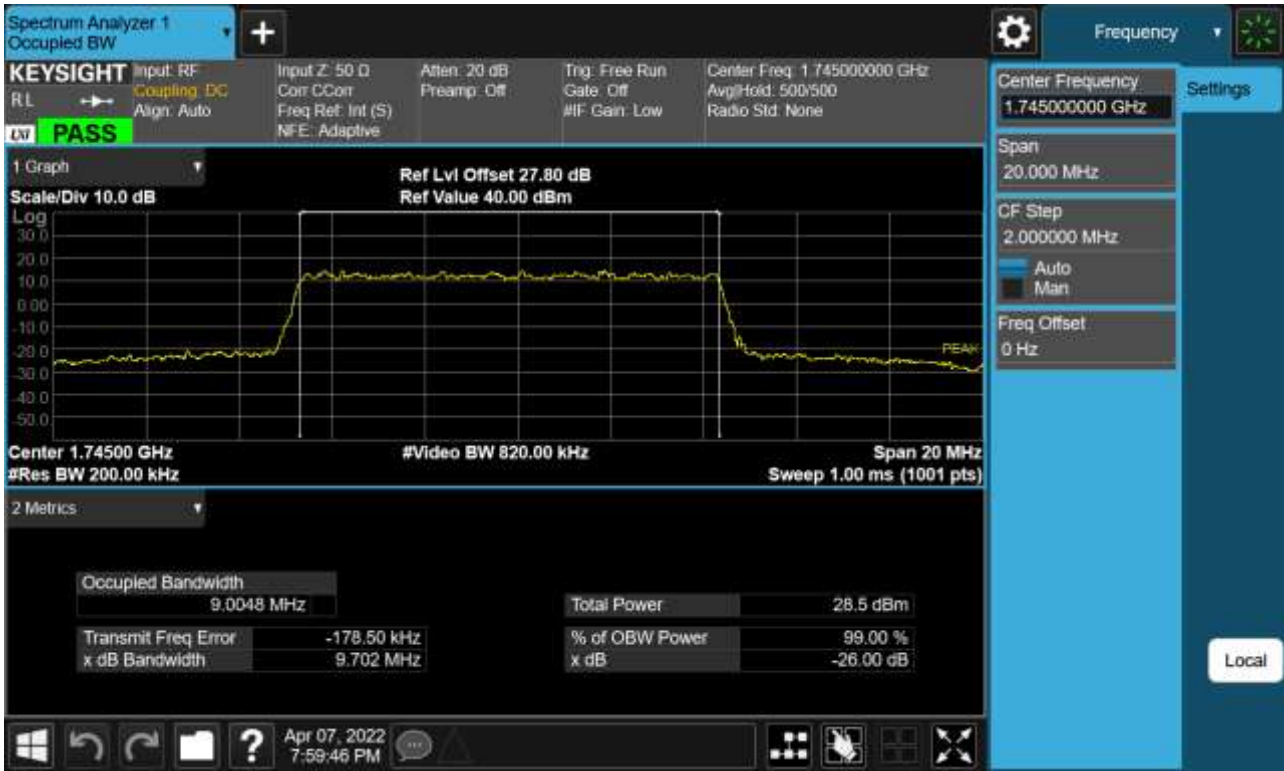 Spectrum Analyzer 1
Occupied BW
+
Frequency
KEYSIGHT
RL
PASS
Input: RF
Coupling: DC
Align: Auto
Input Z: 50 Ω
Corr CCorr
Freq Ref: Int (S)
NFE: Adaptive
Atten: 20 dB
Preamp: Off
Trig: Free Run
Gate: Off
#IF Gain: Low
Center Freq: 1.745000000 GHz
Avg|Hold: 500/500
Radio Std: None
Center Frequency
1.745000000 GHz
Settings
Span
20.000 MHz
CF Step
2.000000 MHz
Auto
Man
Freq Offset
0 Hz
1 Graph
Scale/Div 10.0 dB
Ref Lvl Offset 27.80 dB
Ref Value 40.00 dBm
Log
30.0
20.0
10.0
0.00
-10.0
-20.0
-30.0
-40.0
-50.0
PEAK
Center 1.74500 GHz
#Video BW 820.00 kHz
Span 20 MHz
#Res BW 200.00 kHz
Sweep 1.00 ms (1001 pts)
2 Metrics
Occupied Bandwidth
9.0048 MHz
Total Power 28.5 dBm
Transmit Freq Error -178.50 kHz
% of OBW Power 99.00 %
x dB Bandwidth 9.702 MHz
x dB -26.00 dB
Local
?
Apr 07, 2022
7:59:46 PM